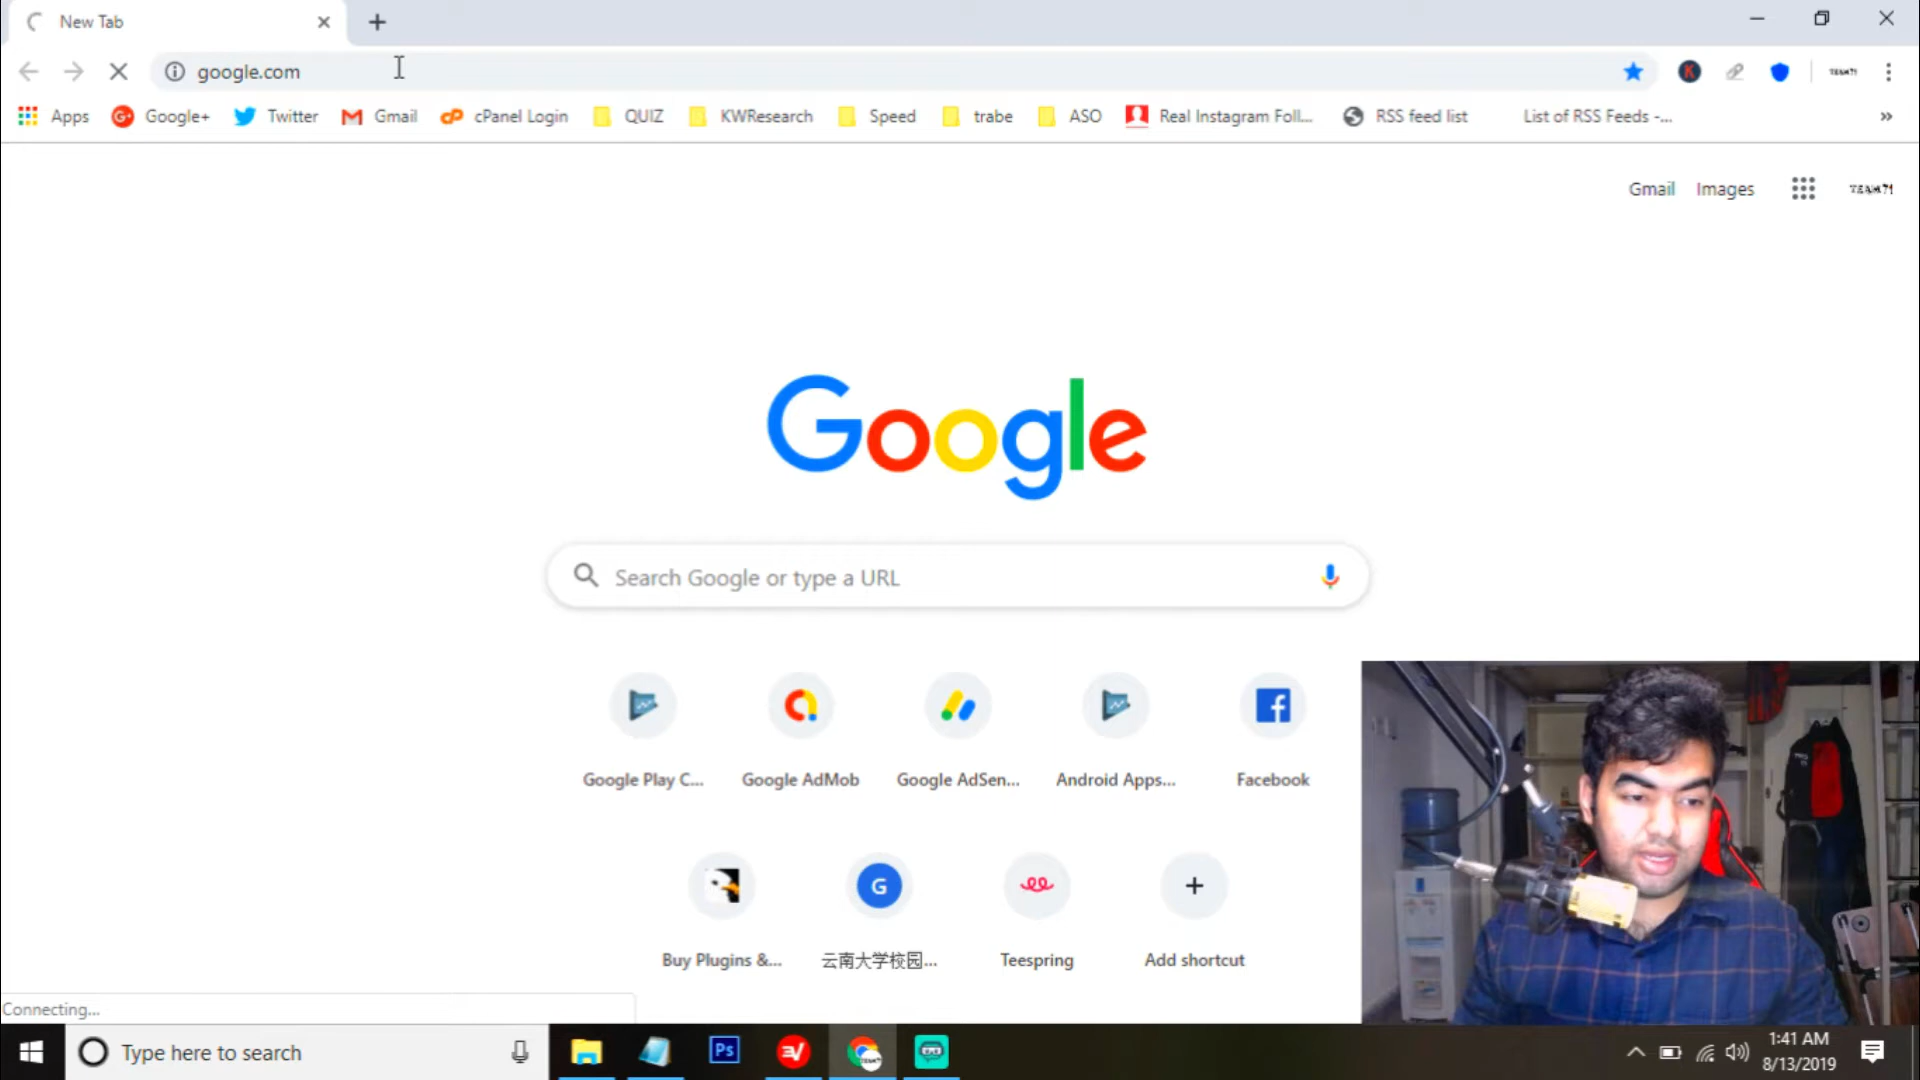 New Tab
google.com
TEAM7!
Apps Google+ Twitter Gmail cPanel Login QUIZ KWResearch Speed trabe ASO Real Instagram Foll... RSS feed list List of RSS Feeds -... »
Gmail Images TEAM7!
Google
Search Google or type a URL
Google Play C... Google AdMob Google AdSen... Android Apps... Facebook
G
Buy Plugins &... 云南大学校园... Teespring Add shortcut
Connecting...
Type here to search
Ps
1:41 AM
8/13/2019